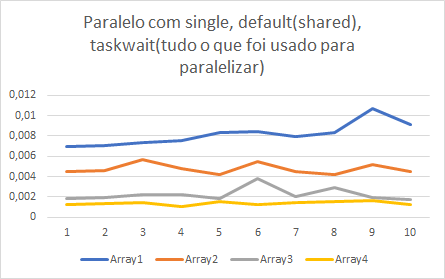 Paralelo com single, default(shared),
taskwait(tudo o que foi usado para
paralelizar)
0,012
0,01
0,008
0,006
0,004
0,002
0
1 2 3 4 5 6 7 8 9 10
Array1 Array2 Array3 Array4